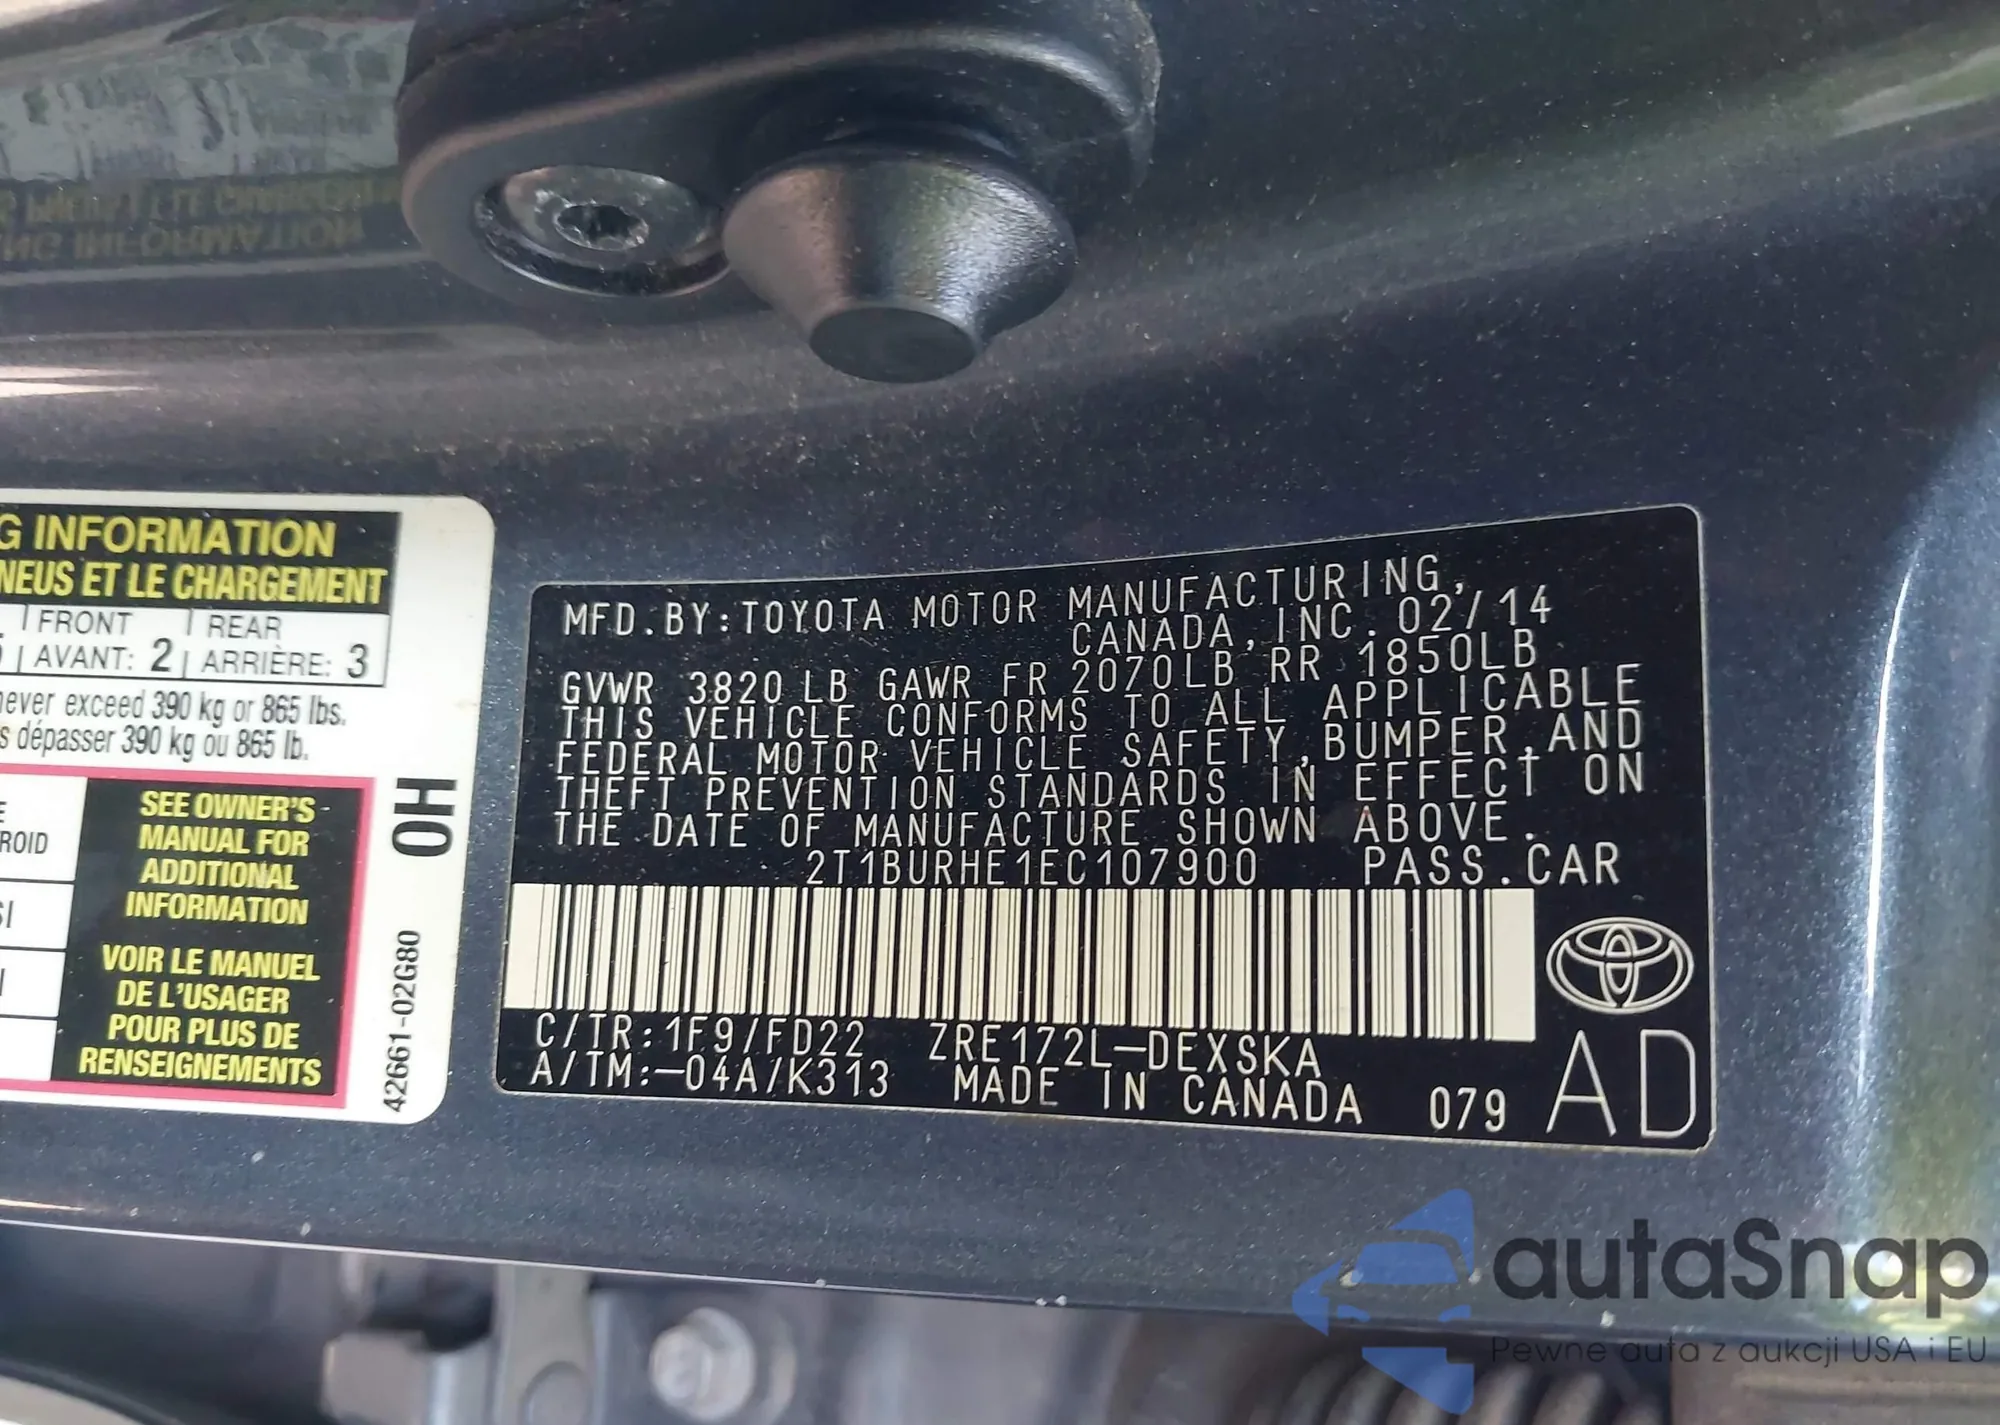 G INFORMATION
NEUS ET LE CHARGEMENT
FRONT REAR
AVANT: 2 ARRIÈRE: 3
never exceed 390 kg or 865 lbs.
s dépasser 390 kg ou 865 lb.
ROID
SEE OWNER'S
MANUAL FOR
ADDITIONAL
INFORMATION
VOIR LE MANUEL
DE L'USAGER
POUR PLUS DE
RENSEIGNEMENTS
0H
42661-02G80
MFD.BY:TOYOTA MOTOR MANUFACTURING,
CANADA,INC. 02/14
GVWR 3820LB GAWR FR 2070LB RR 1850LB
THIS VEHICLE CONFORMS TO ALL APPLICABLE
FEDERAL MOTOR VEHICLE SAFETY,BUMPER,AND
THEFT PREVENTION STANDARDS IN EFFECT ON
THE DATE OF MANUFACTURE SHOWN ABOVE.
2T1BURHE1EC107900 PASS.CAR
C/TR:1F9/FD22 ZRE172L-DEXSKA
A/TM:-04A/K313 MADE IN CANADA 079 AD
autaSnap
Pewne auta z aukcji USA i EU